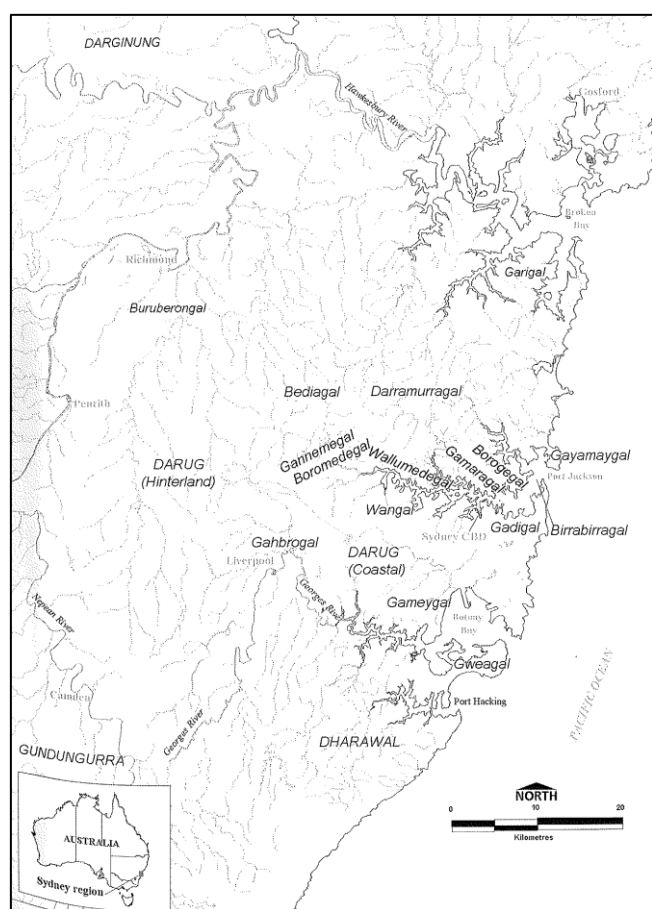 DARGINUNG
Gosford
Hawkesbury River
Broken
Bay
Richmond
Garigal
Buruberongal
Bediagal
Darramurragal
Penrith
Gannemegal
Boromedegal
Wallumedegal
Borogegal
Gamaragal
Gayamaygal
Port Jackson
DARUG
(Hinterland)
Wangal
Gadigal
Birrabirragal
Sydney CBD
Gahbrogal
Liverpool
DARUG
(Coastal)
Georges River
Gameygal
Botany
Bay
Nepean River
Gweagal
PACIFIC OCEAN
Camden
Port Hacking
Georges River
DHARAWAL
GUNDUNGURRA
NORTH
0 10 20
Kilometres
AUSTRALIA
Sydney region